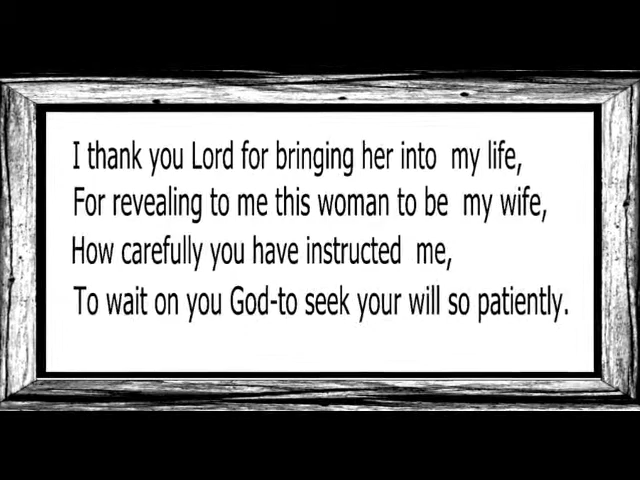 I thank you Lord for bringing her into my life,
For revealing to me this woman to be my wife,
How carefully you have instructed me,
To wait on you God-to seek your will so patiently.